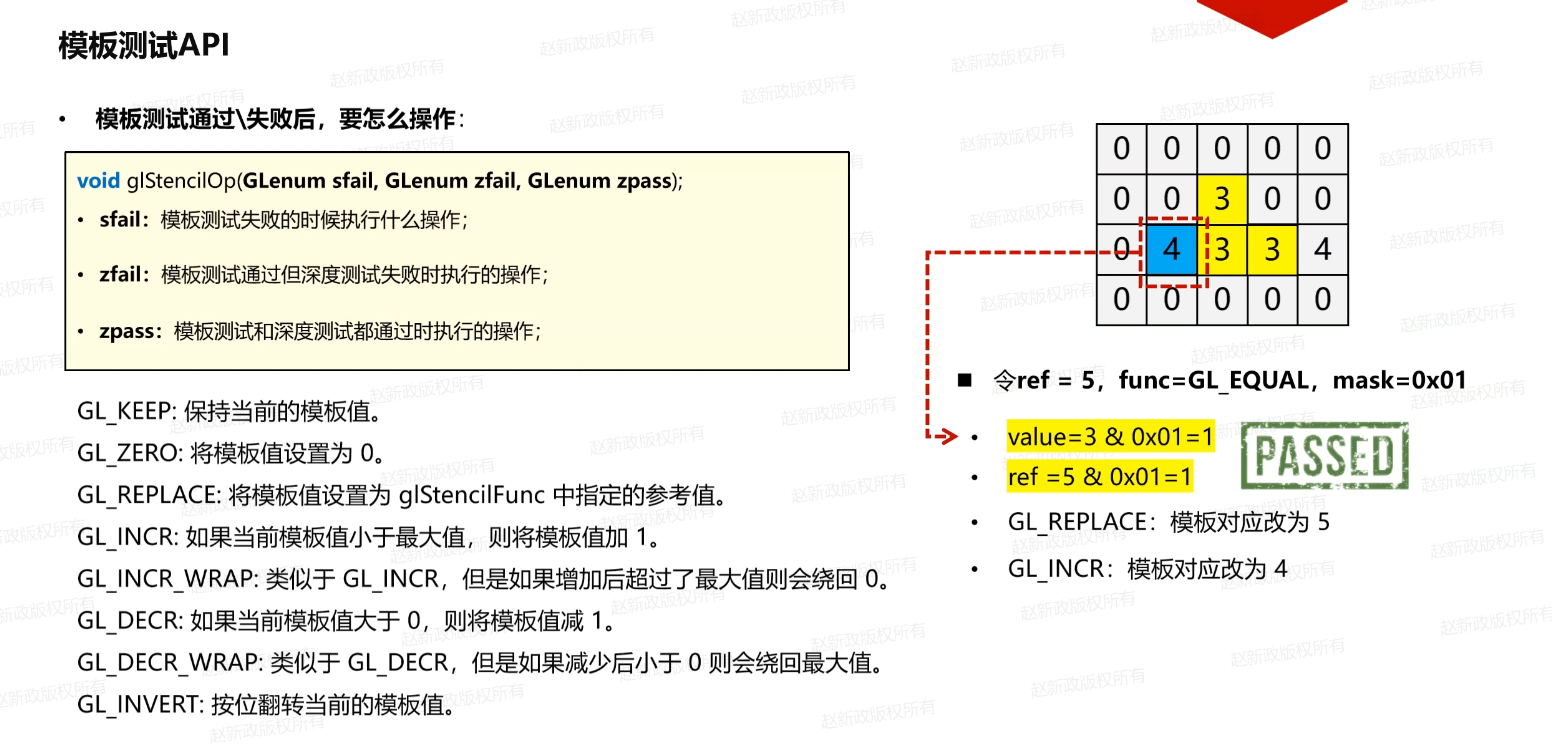 模板测试API
• 模板测试通过\失败后，要怎么操作：
void glStencilOp(GLenum sfail, GLenum zfail, GLenum zpass);
• sfail：模板测试失败的时候执行什么操作；
• zfail：模板测试通过但深度测试失败时执行的操作；
• zpass：模板测试和深度测试都通过时执行的操作；
GL_KEEP: 保持当前的模板值。
GL_ZERO: 将模板值设置为 0。
GL_REPLACE: 将模板值设置为 glStencilFunc 中指定的参考值。
GL_INCR: 如果当前模板值小于最大值，则将模板值加 1。
GL_INCR_WRAP: 类似于 GL_INCR，但是如果增加后超过了最大值则会绕回 0。
GL_DECR: 如果当前模板值大于 0，则将模板值减 1。
GL_DECR_WRAP: 类似于 GL_DECR，但是如果减少后小于 0 则会绕回最大值。
GL_INVERT: 按位翻转当前的模板值。
0 0 0 0 0
0 0 3 0 0
0 4 3 3 4
0 0 0 0 0
■ 令ref = 5，func=GL_EQUAL，mask=0x01
• value=3 & 0x01=1
• ref =5 & 0x01=1
PASSED
• GL_REPLACE：模板对应改为 5
• GL_INCR：模板对应改为 4
赵新政版权所有